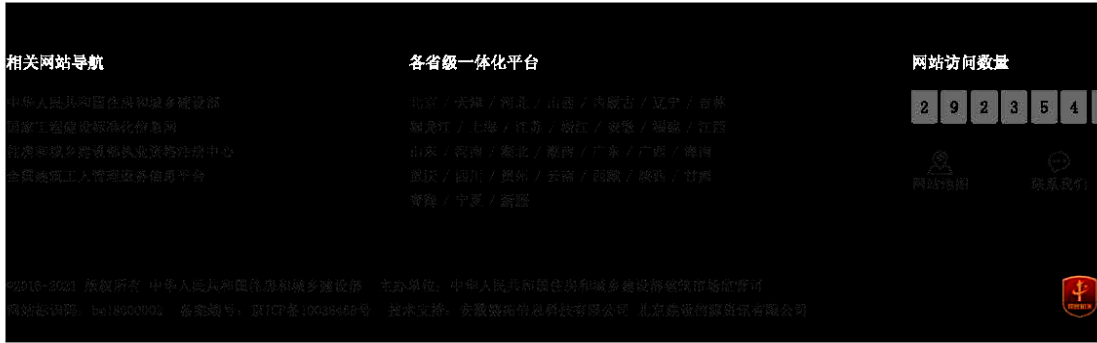 相关网站导航
中华人民共和国住房和城乡建设部
国家工程建设标准化信息网
住房和城乡建设部执业资格注册中心
全国建筑工人管理服务信息平台
各省级一体化平台
北京 / 天津 / 河北 / 山西 / 内蒙古 / 辽宁 / 吉林
黑龙江 / 上海 / 江苏 / 浙江 / 安徽 / 福建 / 江西
山东 / 河南 / 湖北 / 湖南 / 广东 / 广西 / 海南
重庆 / 四川 / 贵州 / 云南 / 西藏 / 陕西 / 甘肃
青海 / 宁夏 / 新疆
网站访问数量
2 9 2 3 5 4
网站地图
联系我们
©2016-2021 版权所有 中华人民共和国住房和城乡建设部 主办单位：中华人民共和国住房和城乡建设部建筑市场监管司
网站标识码：bm18000002 备案编号：京ICP备10036469号 技术支持：